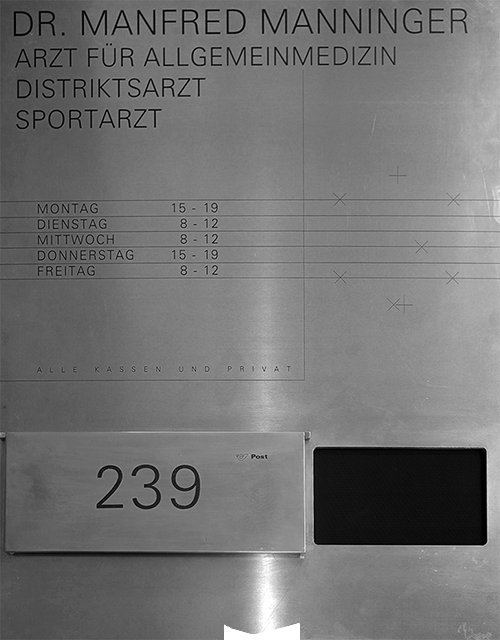 DR. MANFRED MANNINGER
ARZT FÜR ALLGEMEINMEDIZIN
DISTRIKTSARZT
SPORTARZT
MONTAG 15 - 19
DIENSTAG 8 - 12
MITTWOCH 8 - 12
DONNERSTAG 15 - 19
FREITAG 8 - 12
ALLE KASSEN UND PRIVAT
Post
239